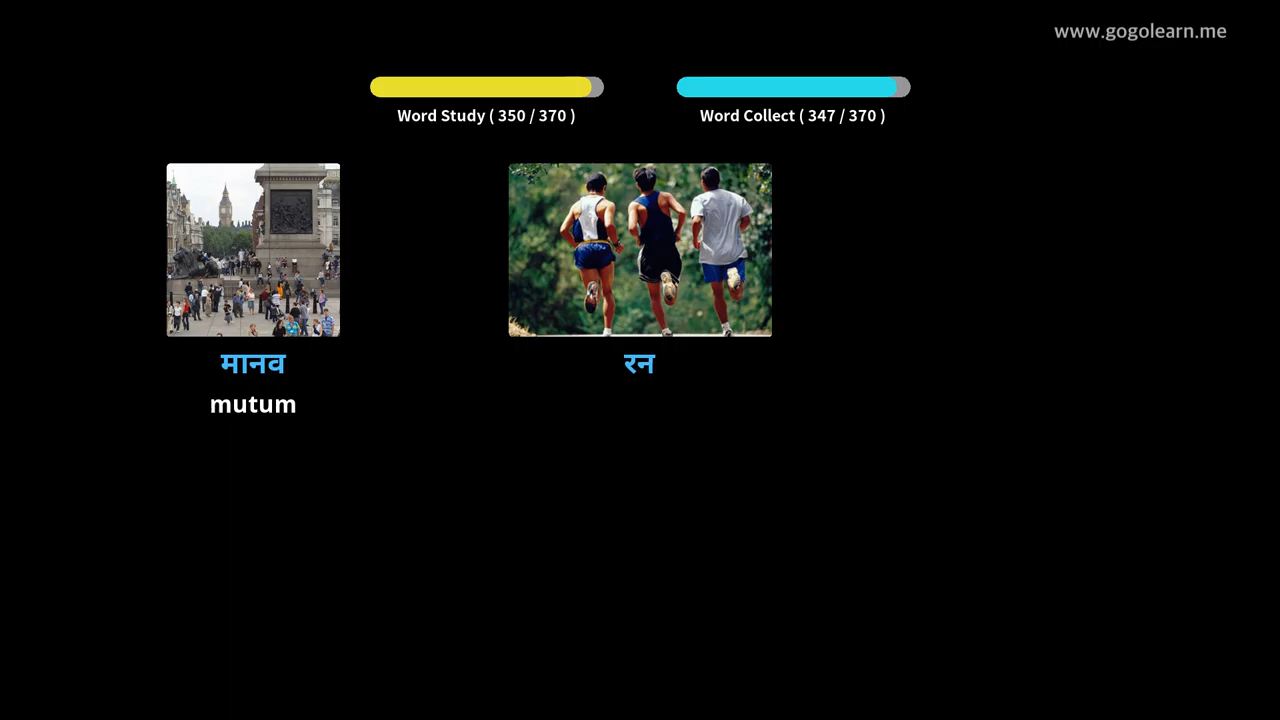 www.gogolearn.me
Word Study ( 350 / 370 )
Word Collect ( 347 / 370 )
मानव
रन
mutum